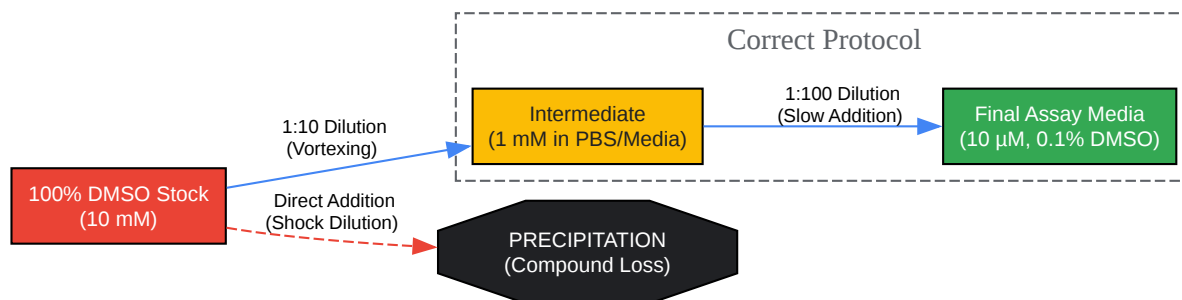 Correct Protocol
100% DMSO Stock
(10 mM)
1:10 Dilution
(Vortexing)
Intermediate
(1 mM in PBS/Media)
1:100 Dilution
(Slow Addition)
Final Assay Media
(10 µM, 0.1% DMSO)
Direct Addition
(Shock Dilution)
PRECIPITATION
(Compound Loss)